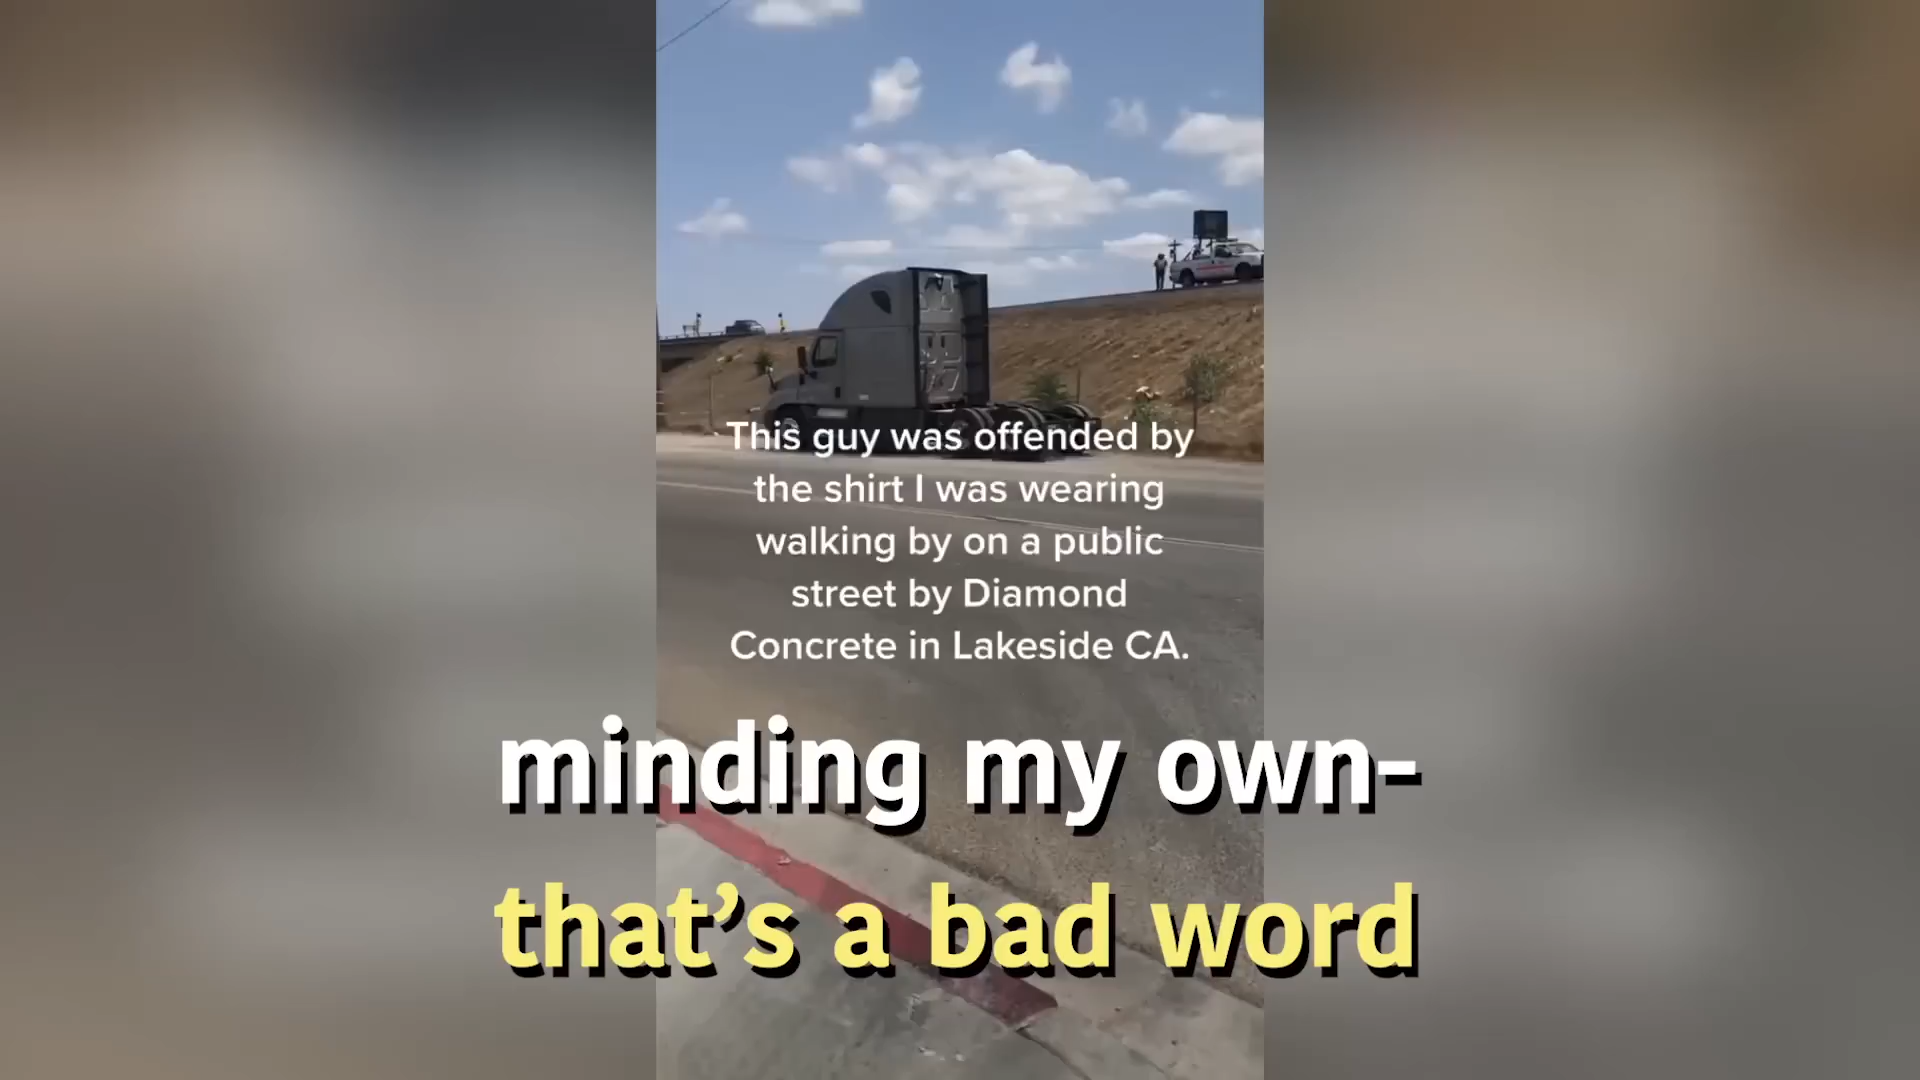 This guy was offended by
the shirt I was wearing
walking by on a public
street by Diamond
Concrete in Lakeside CA.
minding my own-
that’s a bad word